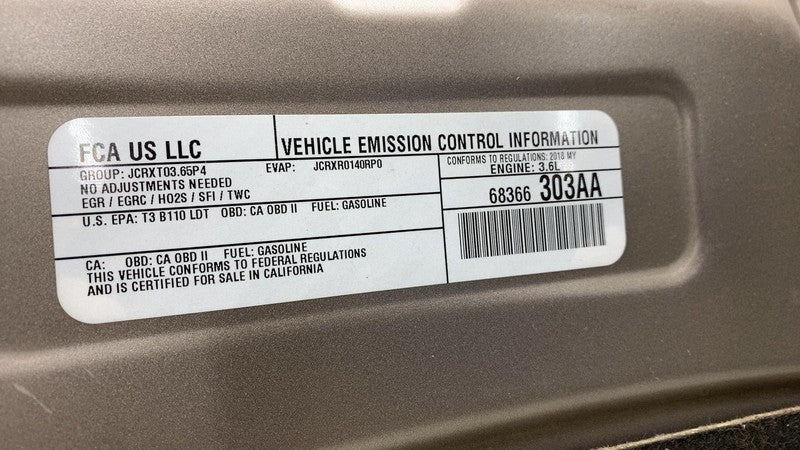 FCA US LLC
VEHICLE EMISSION CONTROL INFORMATION
GROUP: JCRXT03.65P4 EVAP: JCRXR0140RP0
NO ADJUSTMENTS NEEDED
EGR / EGRC / HO2S / SFI / TWC
CONFORMS TO REGULATIONS: 2018 MY
ENGINE: 3.6L
68366 303AA
U.S. EPA: T3 B110 LDT OBD: CA OBD II FUEL: GASOLINE
CA: OBD: CA OBD II FUEL: GASOLINE
THIS VEHICLE CONFORMS TO FEDERAL REGULATIONS
AND IS CERTIFIED FOR SALE IN CALIFORNIA